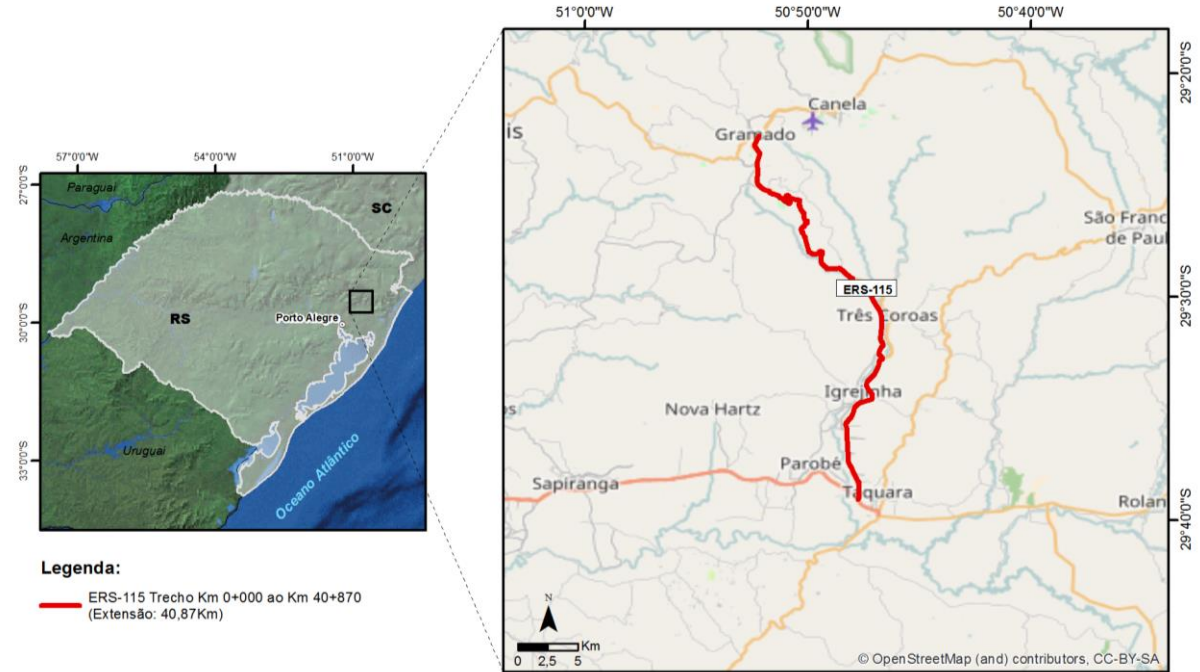 57°0'0"W
54°0'0"W
51°0'0"W
27°0'0"S
30°0'0"S
33°0'0"S
Paraguai
Argentina
SC
RS
Porto Alegre
Uruguai
Oceano Atlântico
Legenda:
ERS-115 Trecho Km 0+000 ao Km 40+870
(Extensão: 40,87Km)
51°0'0"W
50°50'0"W
50°40'0"W
29°20'0"S
29°30'0"S
29°40'0"S
is
Canela
Gramado
São Franc
de Paul
ERS-115
Três Coroas
Igrejinha
Nova Hartz
os
Parobé
Sapiranga
Taquara
Rolan
N
Km
0 2,5 5
© OpenStreetMap (and) contributors, CC-BY-SA